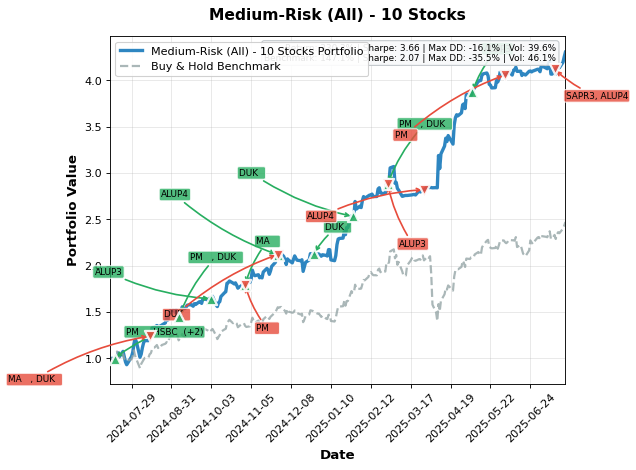 Medium-Risk (All) - 10 Stocks
Medium-Risk (All) - 10 Stocks Portfolio
Buy & Hold Benchmark
harpe: 3.66 | Max DD: -16.1% | Vol: 39.6%
harpe: 2.07 | Max DD: -35.5% | Vol: 46.1%
SAPR3, ALUP4
PM , DUK
PM
DUK
ALUP4
ALUP4
DUK
MA
ALUP3
PM , DUK
ALUP3
DUK
PM
PM HSBC (+2)
MA , DUK
Portfolio Value
4.0
3.5
3.0
2.5
2.0
1.5
1.0
2024-07-29
2024-08-31
2024-10-03
2024-11-05
2024-12-08
2025-01-10
2025-02-12
2025-03-17
2025-04-19
2025-05-22
2025-06-24
Date